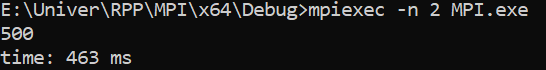 E:\Univer\RPP\MPI\x64\Debug>mpiexec -n 2 MPI.exe
500
time: 463 ms